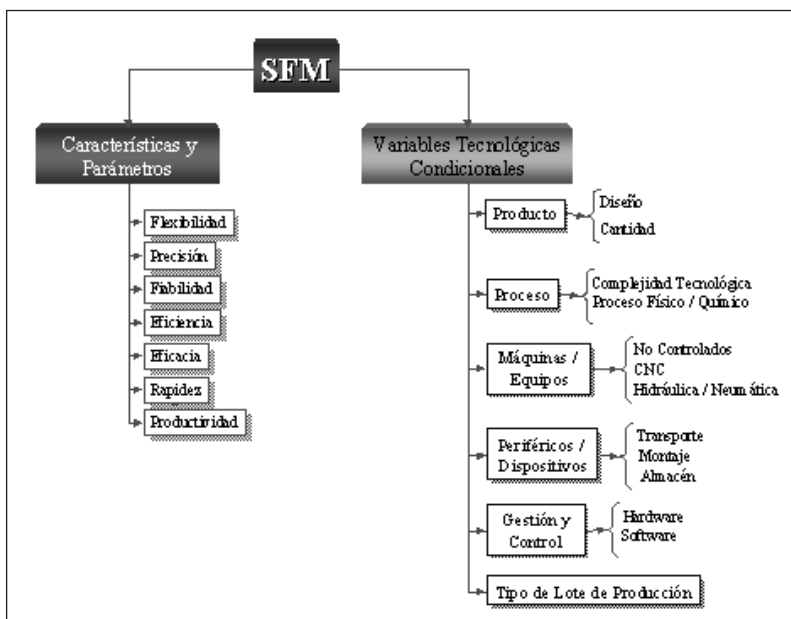 SFM
Características y
Parámetros
Flexibilidad
Precisión
Fiabilidad
Eficiencia
Eficacia
Rapidez
Productividad
Variables Tecnológicas
Condicionales
Producto
Diseño
Cantidad
Proceso
Complejidad Tecnológica
Proceso Físico / Químico
Máquinas /
Equipos
No Controlados
CNC
Hidráulica / Neumática
Periféricos /
Dispositivos
Transporte
Montaje
Almacén
Gestión y
Control
Hardware
Software
Tipo de Lote de Producción